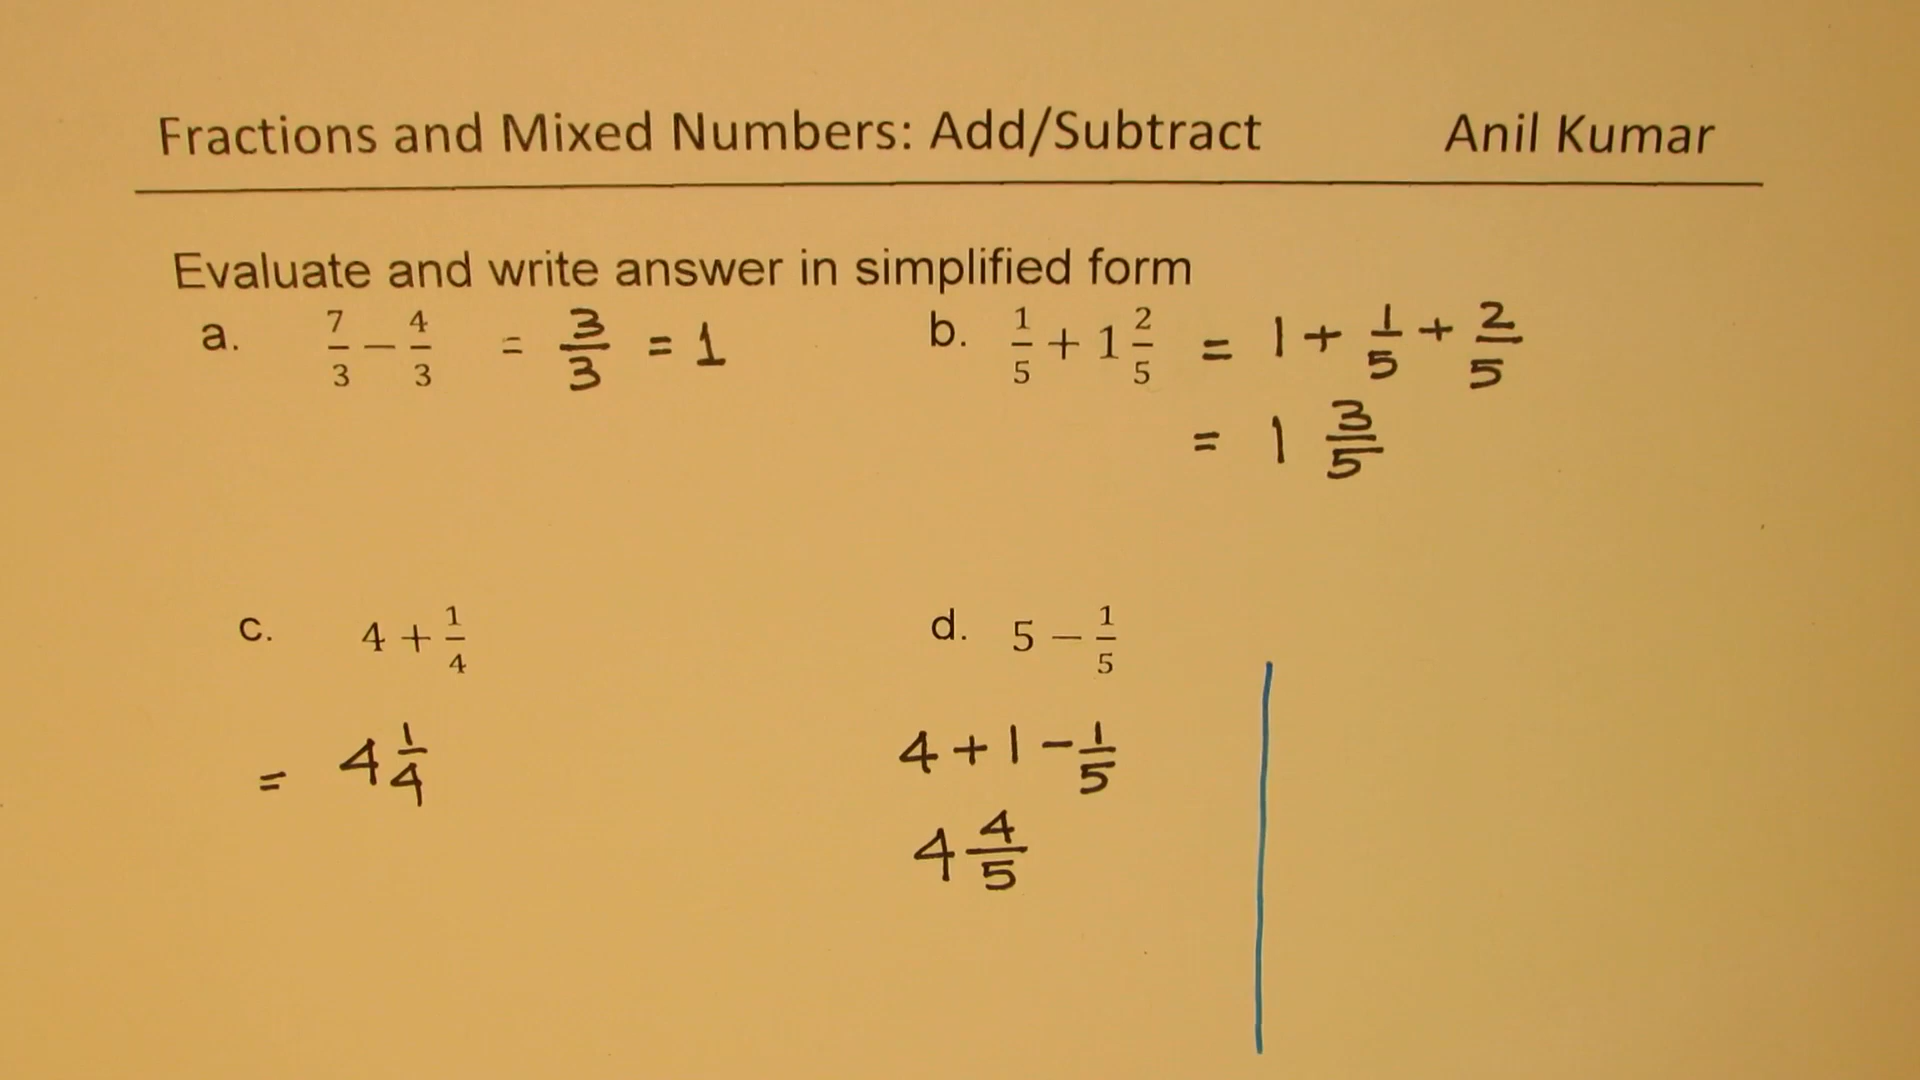 Fractions and Mixed Numbers: Add/Subtract Anil Kumar
Evaluate and write answer in simplified form
a. 7/3 − 4/3 = 3/3 = 1
b. 1/5 + 1 2/5 = 1 + 1/5 + 2/5
= 1 3/5
c. 4 + 1/4
= 4 1/4
d. 5 − 1/5
4 + 1 − 1/5
4 4/5